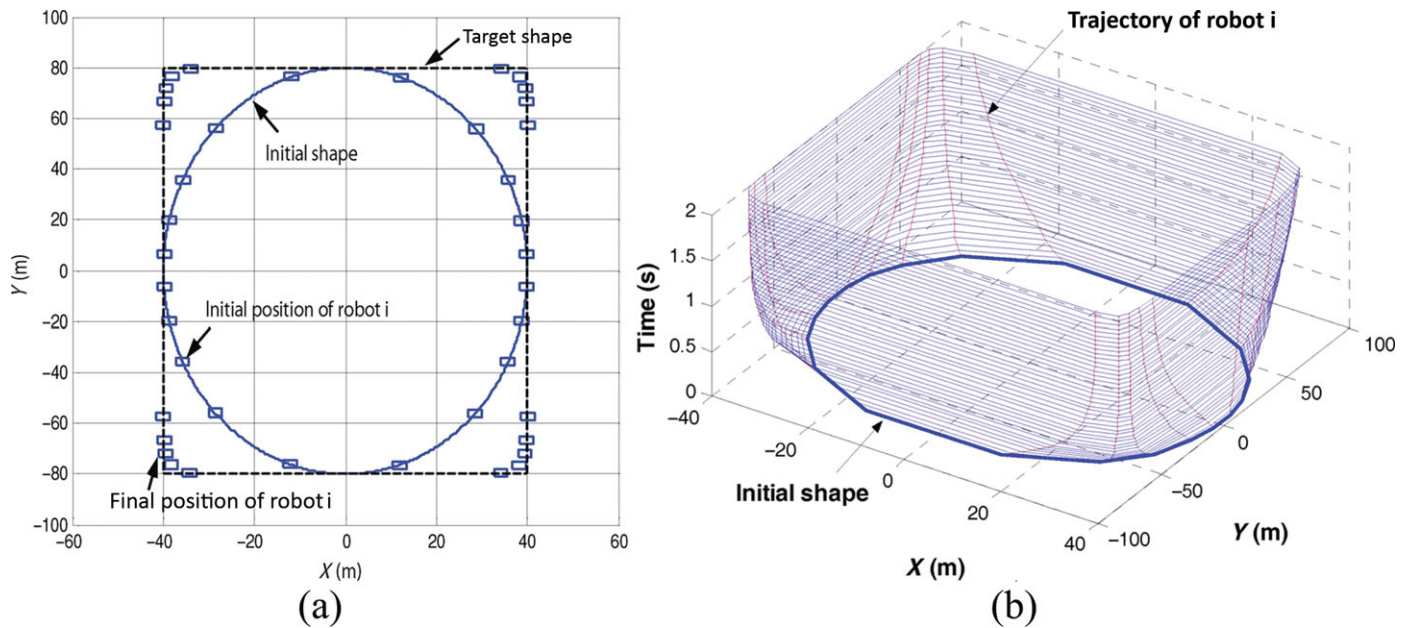 100
80
60
40
20
0
−20
−40
−60
−80
−100
Y (m)
−60
−40
−20
0
20
40
60
X (m)
Target shape
Initial shape
Initial position of robot i
Final position of robot i
(a)
Trajectory of robot i
2
1.5
1
0.5
0
Time (s)
−40
−20
0
20
40
X (m)
−100
−50
0
50
100
Y (m)
Initial shape
(b)